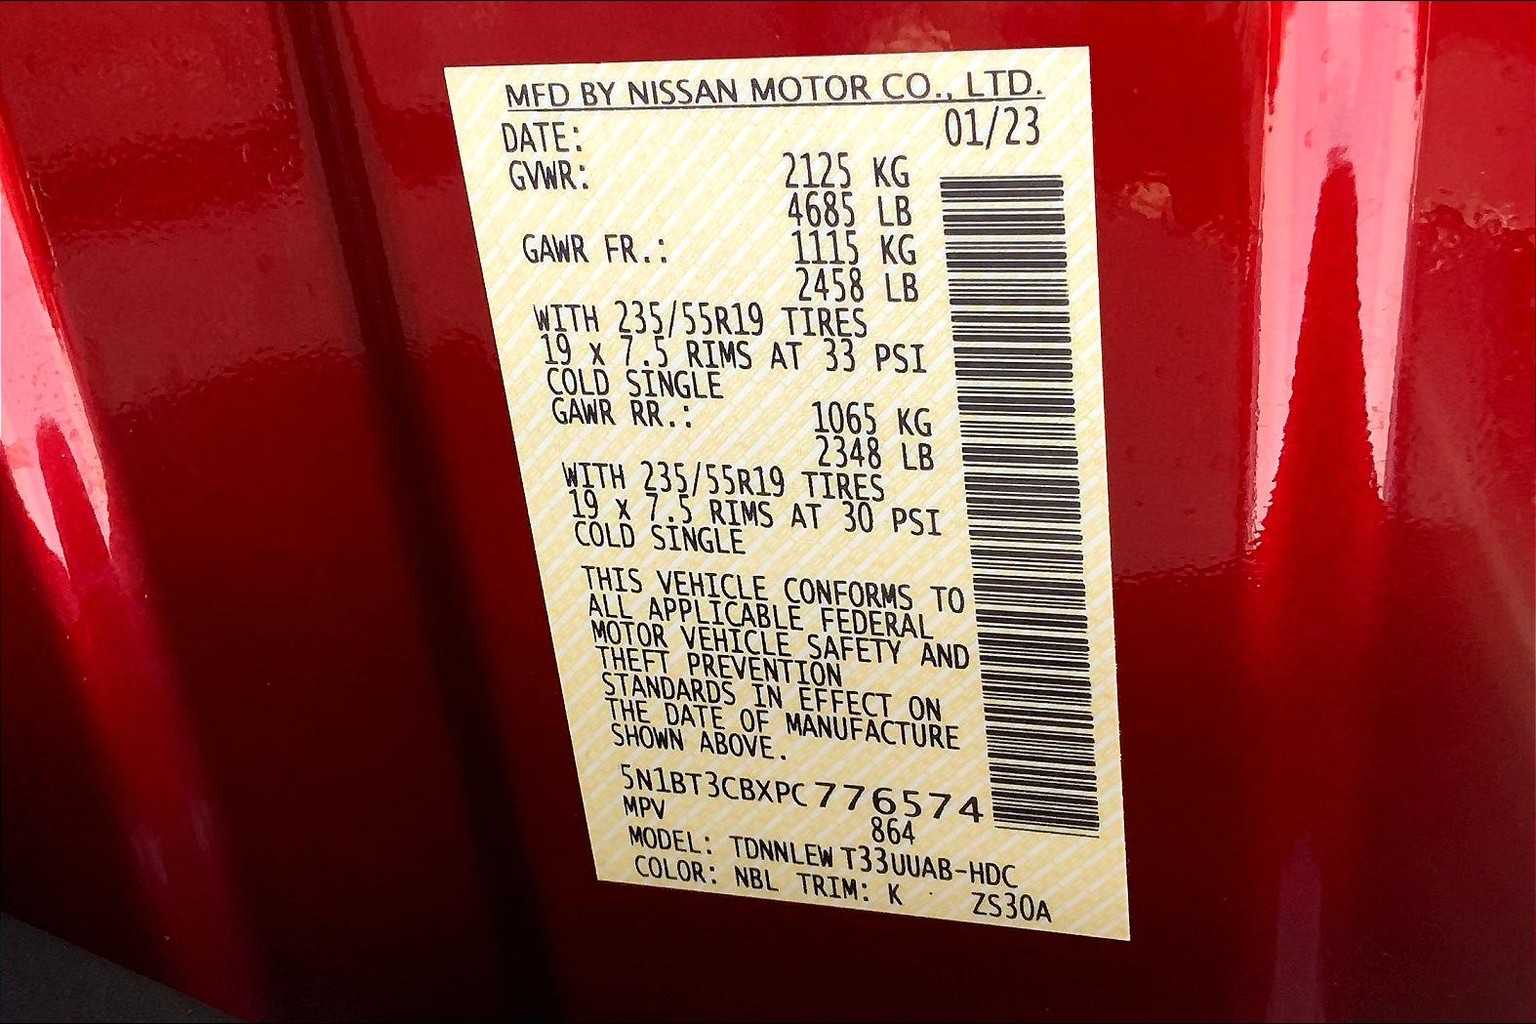 MFD BY NISSAN MOTOR CO., LTD.
DATE: 01/23
GVWR: 2125 KG
4685 LB
GAWR FR.: 1115 KG
2458 LB
WITH 235/55R19 TIRES
19 x 7.5 RIMS AT 33 PSI
COLD SINGLE
GAWR RR.: 1065 KG
2348 LB
WITH 235/55R19 TIRES
19 x 7.5 RIMS AT 30 PSI
COLD SINGLE
THIS VEHICLE CONFORMS TO
ALL APPLICABLE FEDERAL
MOTOR VEHICLE SAFETY AND
THEFT PREVENTION
STANDARDS IN EFFECT ON
THE DATE OF MANUFACTURE
SHOWN ABOVE.
5N1BT3CBXPC776574
MPV 864
MODEL: TDNNLEW T33UUAB-HDC
COLOR: NBL TRIM: K ZS30A